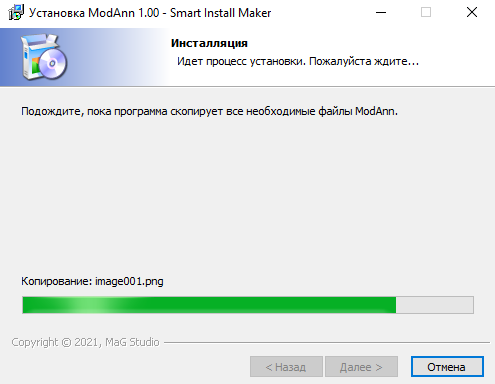 Установка ModAnn 1.00 - Smart Install Maker
Инсталляция
Идет процесс установки. Пожалуйста ждите...
Подождите, пока программа скопирует все необходимые файлы ModAnn.
Копирование: image001.png
Copyright © 2021, MaG Studio
< Назад
Далее >
Отмена